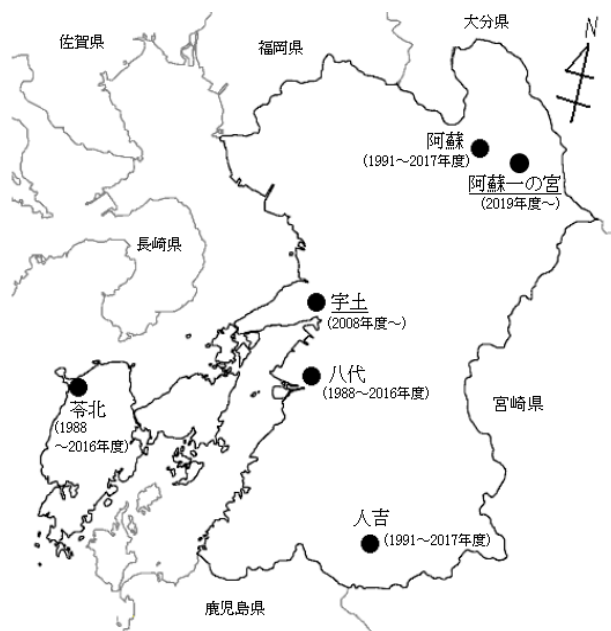 佐賀県
福岡県
大分県
N
阿蘇
(1991～2017年度)
阿蘇一の宮
(2019年度～)
長崎県
宇土
(2008年度～)
八代
(1988～2016年度)
苓北
(1988
～2016年度)
宮崎県
人吉
(1991～2017年度)
鹿児島県